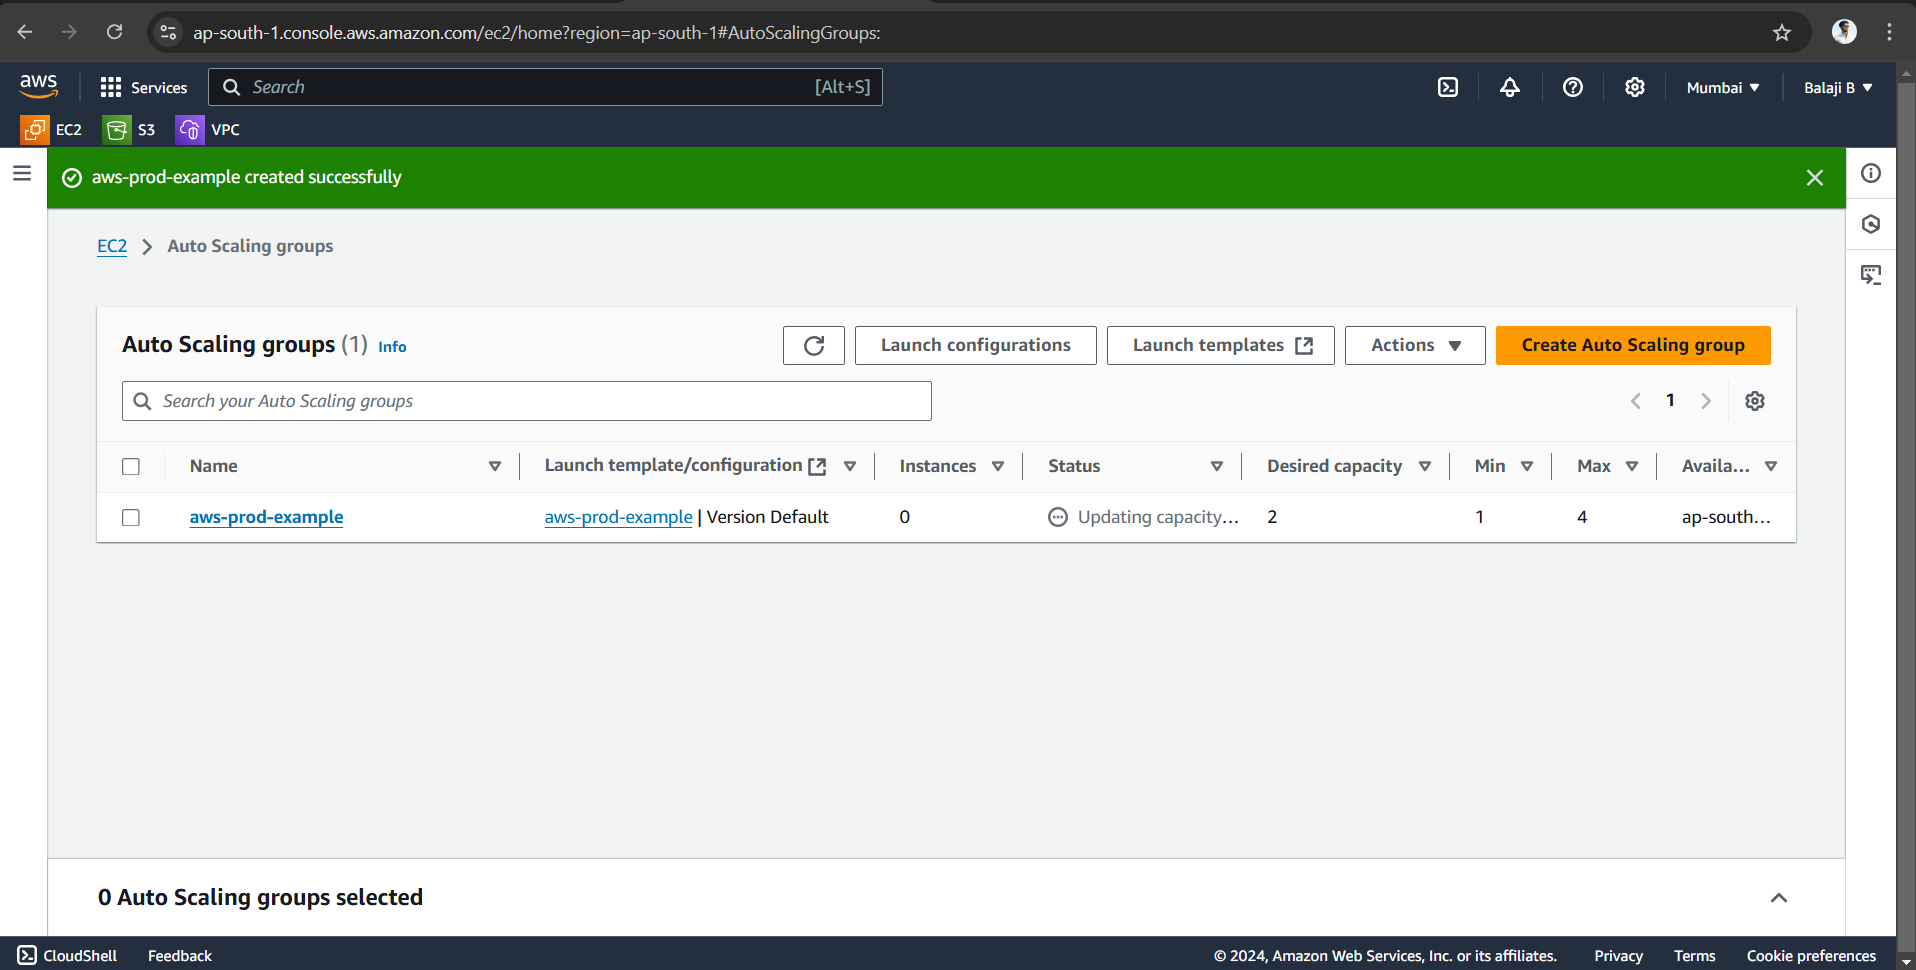 ap-south-1.console.aws.amazon.com/ec2/home?region=ap-south-1#AutoScalingGroups:
aws Services Search [Alt+S] Mumbai Balaji B
EC2 S3 VPC
aws-prod-example created successfully
EC2 Auto Scaling groups
Auto Scaling groups (1) Info Launch configurations Launch templates Actions Create Auto Scaling group
Search your Auto Scaling groups 1
Name Launch template/configuration Instances Status Desired capacity Min Max Availa...
aws-prod-example aws-prod-example | Version Default 0 Updating capacity... 2 1 4 ap-south...
0 Auto Scaling groups selected
CloudShell Feedback © 2024, Amazon Web Services, Inc. or its affiliates. Privacy Terms Cookie preferences